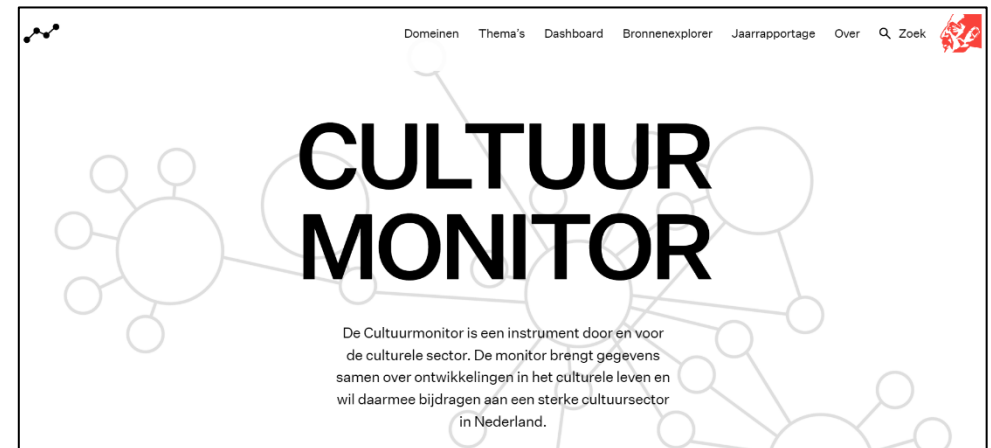 Domeinen Thema's Dashboard Bronnenexplorer Jaarrapportage Over Zoek
CULTUUR
MONITOR
De Cultuurmonitor is een instrument door en voor
de culturele sector. De monitor brengt gegevens
samen over ontwikkelingen in het culturele leven en
wil daarmee bijdragen aan een sterke cultuursector
in Nederland.